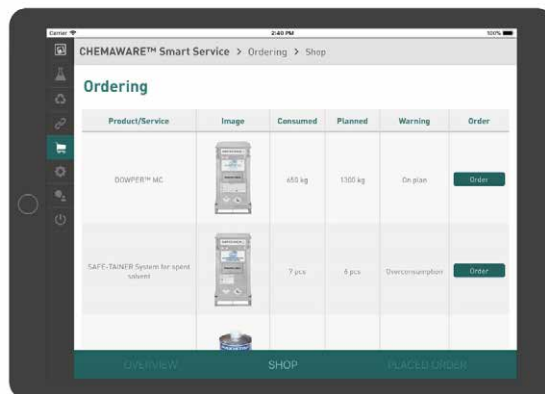 Carrier
2:40 PM
100%
CHEMAWARE™ Smart Service > Ordering > Shop
Ordering
Product/Service Image Consumed Planned Warning Order
DOWPER™ MC 650 kg 1300 kg On plan Order
SAFE-TAINER System for spent
solvent
7 pcs 6 pcs Overconsumption Order
OVERVIEW SHOP PLACED ORDER